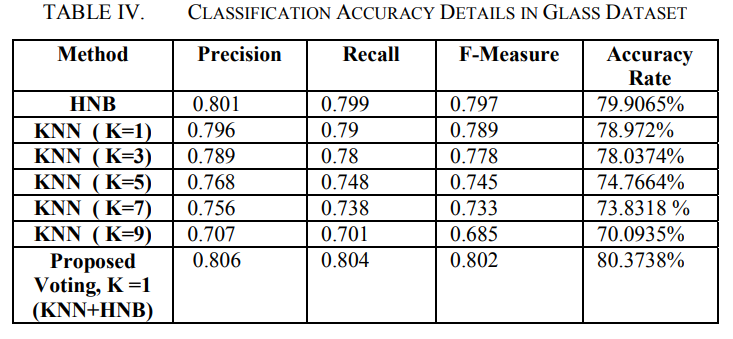 TABLE IV. CLASSIFICATION ACCURACY DETAILS IN GLASS DATASET
Method Precision Recall F-Measure Accuracy
Rate
HNB 0.801 0.799 0.797 79.9065%
KNN ( K=1) 0.796 0.79 0.789 78.972%
KNN ( K=3) 0.789 0.78 0.778 78.0374%
KNN ( K=5) 0.768 0.748 0.745 74.7664%
KNN ( K=7) 0.756 0.738 0.733 73.8318 %
KNN ( K=9) 0.707 0.701 0.685 70.0935%
Proposed 0.806 0.804 0.802 80.3738%
Voting, K =1
(KNN+HNB)